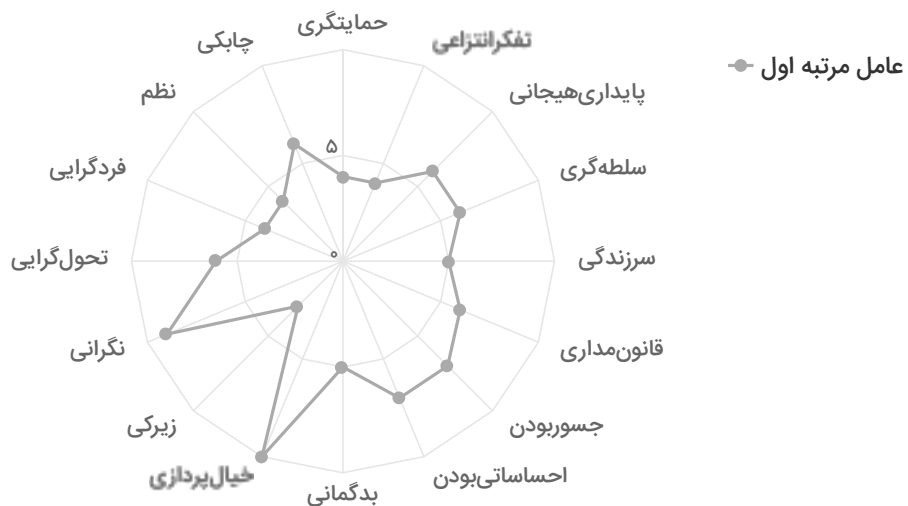 عامل مرتبه اول
حمایتگری
تفکرانتزاعی
پایداری‌هیجانی
سلطه‌گری
سرزندگی
قانون‌مداری
جسوربودن
احساساتی‌بودن
بدگمانی
خیال‌پردازی
زیرکی
نگرانی
تحول‌گرایی
فردگرایی
نظم
چابکی
۵
۰